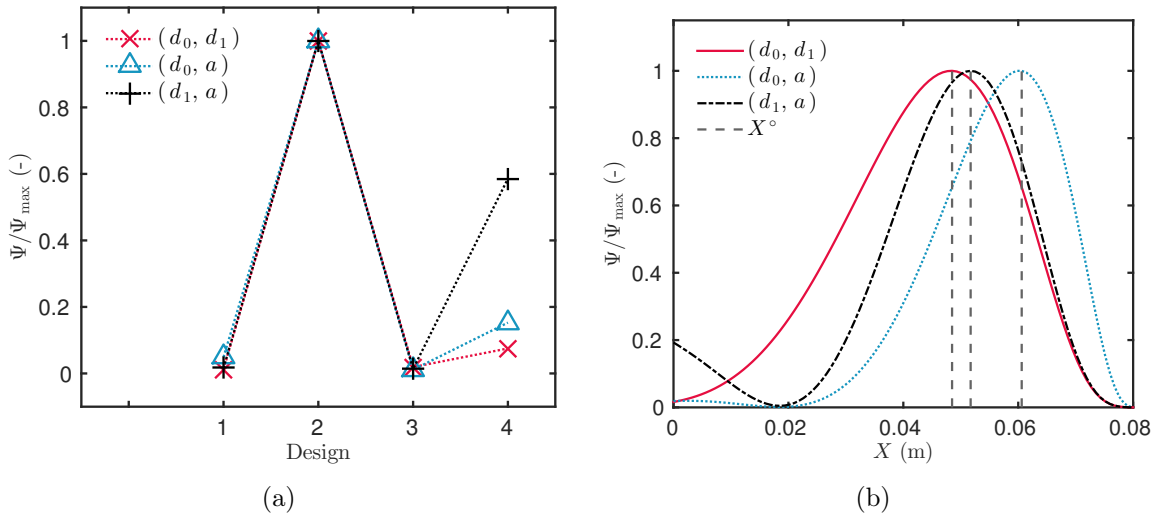 (d₀, d₁)
(d₀, a)
(d₁, a)
Ψ/Ψmax (-)
1
0.8
0.6
0.4
0.2
0
1 2 3 4
Design
(a)
(d₀, d₁)
(d₀, a)
(d₁, a)
X°
Ψ/Ψmax (-)
1
0.8
0.6
0.4
0.2
0
0 0.02 0.04 0.06 0.08
X (m)
(b)